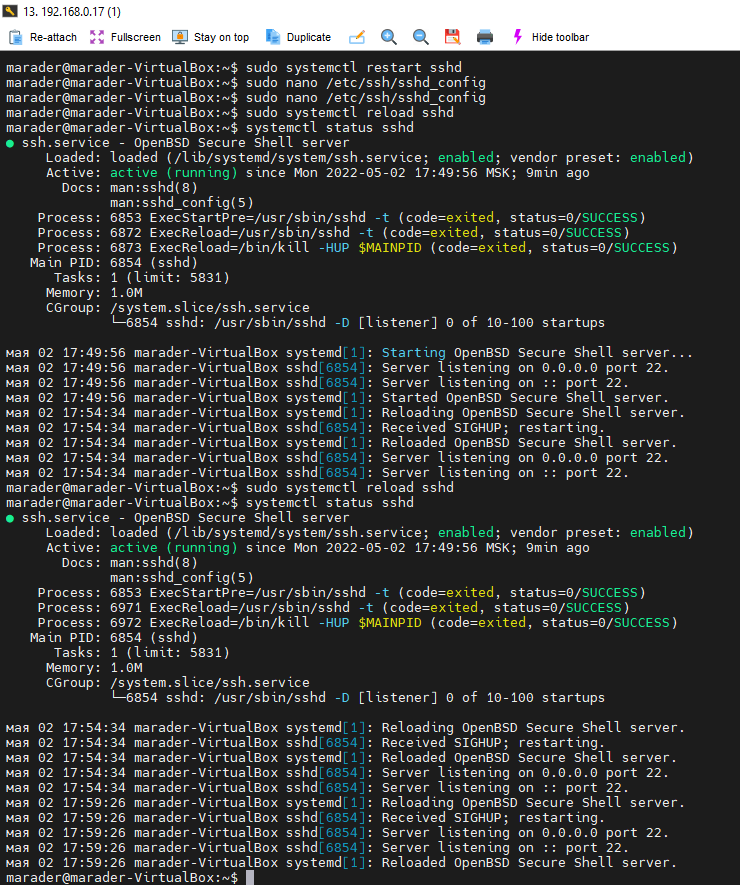 13. 192.168.0.17 (1)
Re-attach Fullscreen Stay on top Duplicate Hide toolbar
marader@marader-VirtualBox:~$ sudo systemctl restart sshd
marader@marader-VirtualBox:~$ sudo nano /etc/ssh/sshd_config
marader@marader-VirtualBox:~$ sudo nano /etc/ssh/sshd_config
marader@marader-VirtualBox:~$ sudo systemctl reload sshd
marader@marader-VirtualBox:~$ systemctl status sshd
● ssh.service - OpenBSD Secure Shell server
Loaded: loaded (/lib/systemd/system/ssh.service; enabled; vendor preset: enabled)
Active: active (running) since Mon 2022-05-02 17:49:56 MSK; 9min ago
Docs: man:sshd(8)
man:sshd_config(5)
Process: 6853 ExecStartPre=/usr/sbin/sshd -t (code=exited, status=0/SUCCESS)
Process: 6872 ExecReload=/usr/sbin/sshd -t (code=exited, status=0/SUCCESS)
Process: 6873 ExecReload=/bin/kill -HUP $MAINPID (code=exited, status=0/SUCCESS)
Main PID: 6854 (sshd)
Tasks: 1 (limit: 5831)
Memory: 1.0M
CGroup: /system.slice/ssh.service
└─6854 sshd: /usr/sbin/sshd -D [listener] 0 of 10-100 startups
мая 02 17:49:56 marader-VirtualBox systemd[1]: Starting OpenBSD Secure Shell server...
мая 02 17:49:56 marader-VirtualBox sshd[6854]: Server listening on 0.0.0.0 port 22.
мая 02 17:49:56 marader-VirtualBox sshd[6854]: Server listening on :: port 22.
мая 02 17:49:56 marader-VirtualBox systemd[1]: Started OpenBSD Secure Shell server.
мая 02 17:54:34 marader-VirtualBox systemd[1]: Reloading OpenBSD Secure Shell server.
мая 02 17:54:34 marader-VirtualBox sshd[6854]: Received SIGHUP; restarting.
мая 02 17:54:34 marader-VirtualBox systemd[1]: Reloaded OpenBSD Secure Shell server.
мая 02 17:54:34 marader-VirtualBox sshd[6854]: Server listening on 0.0.0.0 port 22.
мая 02 17:54:34 marader-VirtualBox sshd[6854]: Server listening on :: port 22.
marader@marader-VirtualBox:~$ sudo systemctl reload sshd
marader@marader-VirtualBox:~$ systemctl status sshd
● ssh.service - OpenBSD Secure Shell server
Loaded: loaded (/lib/systemd/system/ssh.service; enabled; vendor preset: enabled)
Active: active (running) since Mon 2022-05-02 17:49:56 MSK; 9min ago
Docs: man:sshd(8)
man:sshd_config(5)
Process: 6853 ExecStartPre=/usr/sbin/sshd -t (code=exited, status=0/SUCCESS)
Process: 6971 ExecReload=/usr/sbin/sshd -t (code=exited, status=0/SUCCESS)
Process: 6972 ExecReload=/bin/kill -HUP $MAINPID (code=exited, status=0/SUCCESS)
Main PID: 6854 (sshd)
Tasks: 1 (limit: 5831)
Memory: 1.0M
CGroup: /system.slice/ssh.service
└─6854 sshd: /usr/sbin/sshd -D [listener] 0 of 10-100 startups
мая 02 17:54:34 marader-VirtualBox systemd[1]: Reloading OpenBSD Secure Shell server.
мая 02 17:54:34 marader-VirtualBox sshd[6854]: Received SIGHUP; restarting.
мая 02 17:54:34 marader-VirtualBox systemd[1]: Reloaded OpenBSD Secure Shell server.
мая 02 17:54:34 marader-VirtualBox sshd[6854]: Server listening on 0.0.0.0 port 22.
мая 02 17:54:34 marader-VirtualBox sshd[6854]: Server listening on :: port 22.
мая 02 17:59:26 marader-VirtualBox systemd[1]: Reloading OpenBSD Secure Shell server.
мая 02 17:59:26 marader-VirtualBox sshd[6854]: Received SIGHUP; restarting.
мая 02 17:59:26 marader-VirtualBox sshd[6854]: Server listening on 0.0.0.0 port 22.
мая 02 17:59:26 marader-VirtualBox sshd[6854]: Server listening on :: port 22.
мая 02 17:59:26 marader-VirtualBox systemd[1]: Reloaded OpenBSD Secure Shell server.
marader@marader-VirtualBox:~$